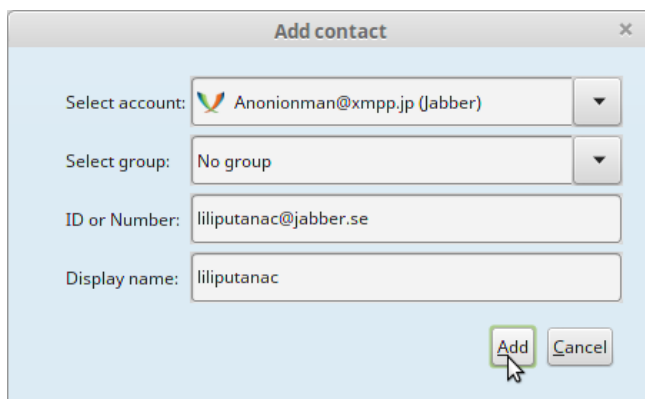 Add contact
Select account: Anonionman@xmpp.jp (Jabber)
Select group: No group
ID or Number: liliputanac@jabber.se
Display name: liliputanac
Add Cancel